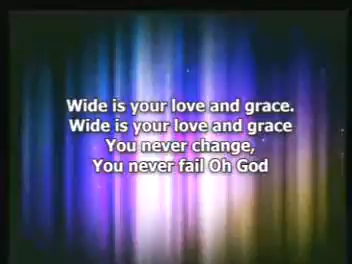 Wide is your love and grace.
Wide is your love and grace
You never change,
You never fail Oh God